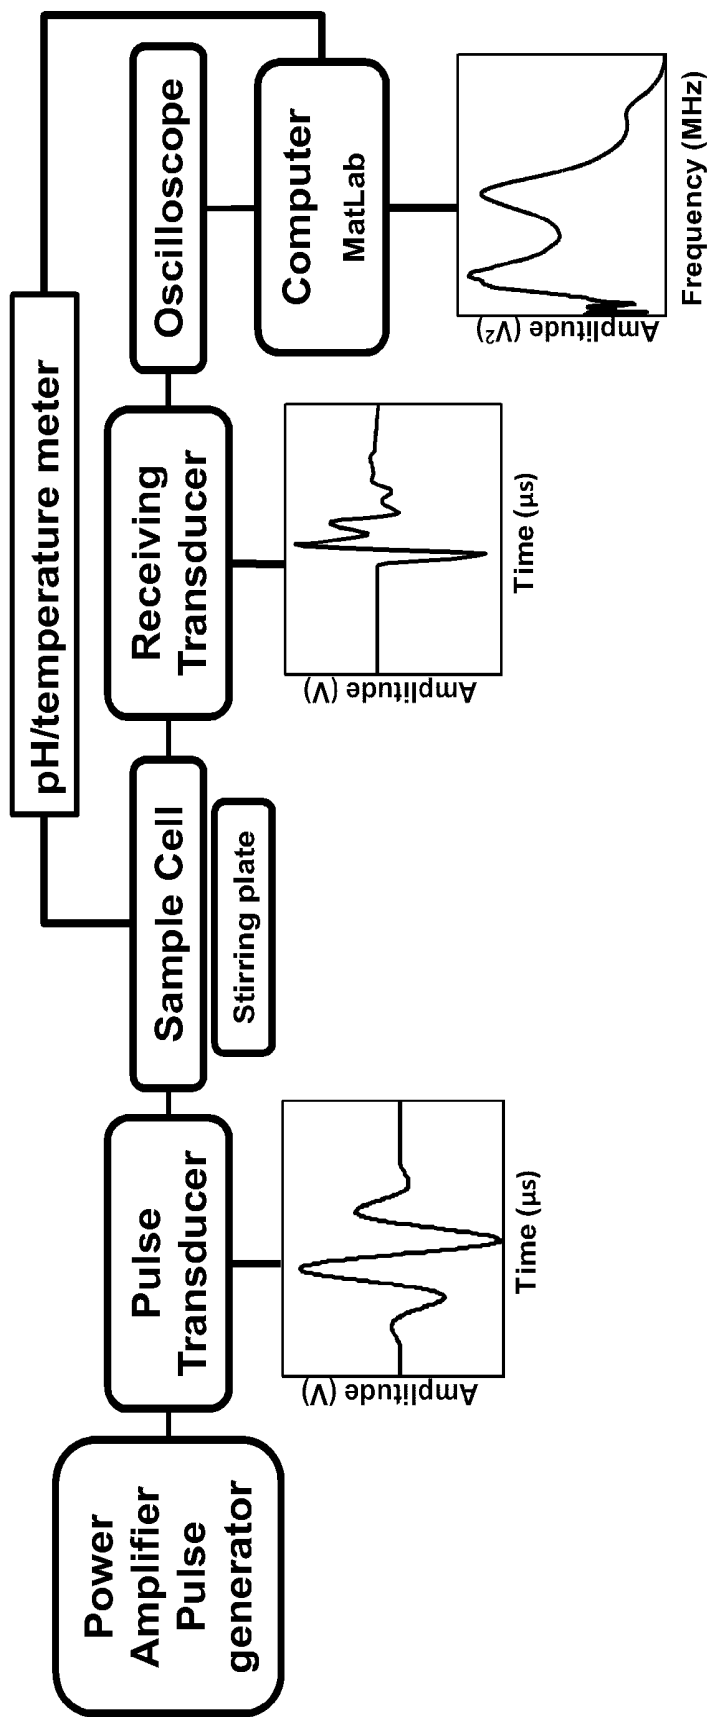 pH/temperature meter
Power
Amplifier
Pulse
generator
Pulse
Transducer
Sample Cell
Stirring plate
Receiving
Transducer
Oscilloscope
Computer
MatLab
Amplitude (V)
Time (µs)
Amplitude (V)
Time (µs)
Amplitude (V²)
Frequency (MHz)